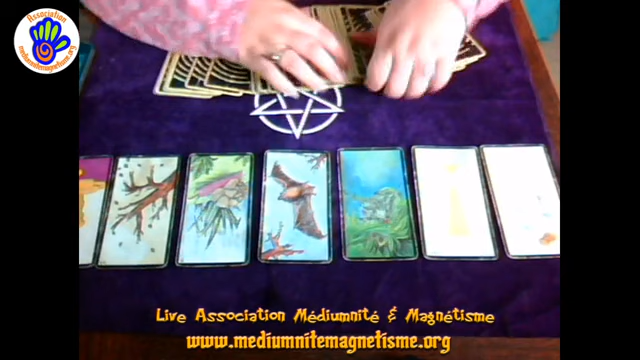 Association
mediumnitemagnetisme.org
Live Association Médiumnité & Magnétisme
www.mediumnitemagnetisme.org